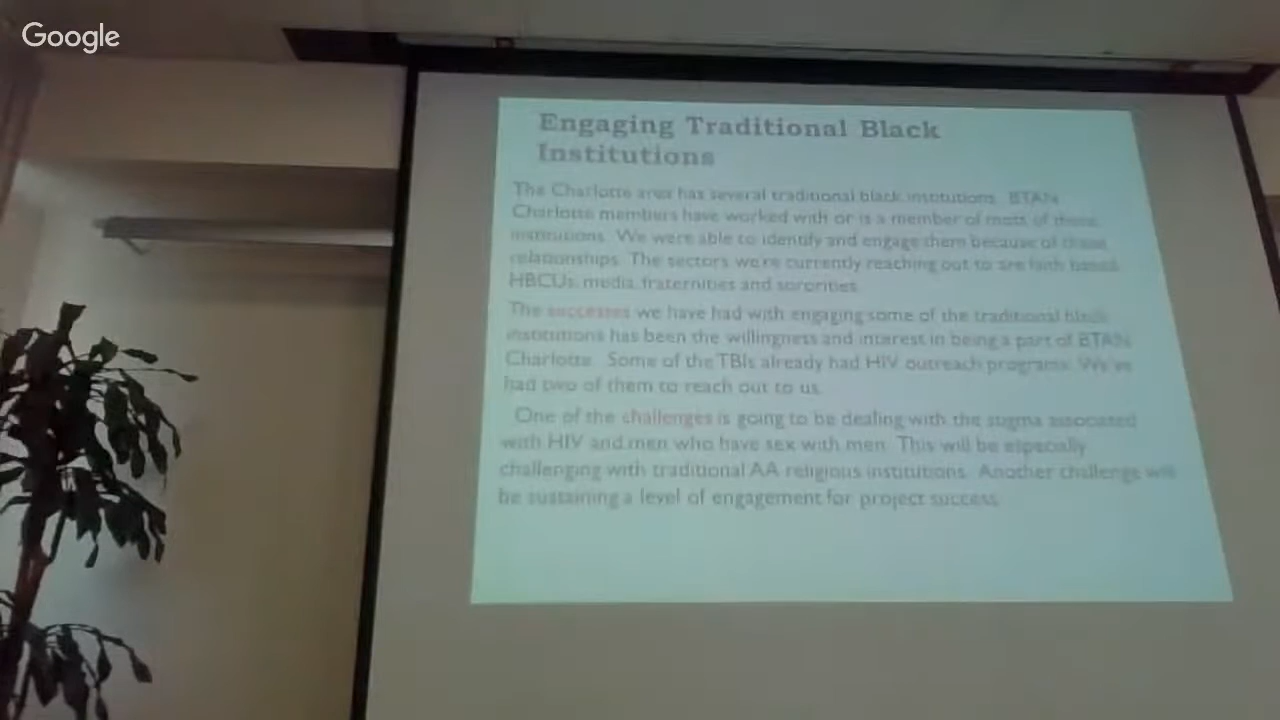 Google
Engaging Traditional Black
Institutions
The Charlotte area has several traditional black institutions. BTAN
Charlotte members have worked with or is a member of mots of these
institutions. We were able to identify and engage them because of these
relationships. The sectors we're currently reaching out to are faith based,
HBCUs, media, fraternities and sororities.
The successes we have had with engaging some of the traditional black
institutions has been the willingness and interest in being a part of BTAN
Charlotte. Some of the TBIs already had HIV outreach programs. We've
had two of them to reach out to us.
One of the challenges is going to be dealing with the stigma associated
with HIV and men who have sex with men. This will be especially
challenging with traditional AA religious institutions. Another challenge will
be sustaining a level of engagement for project success.